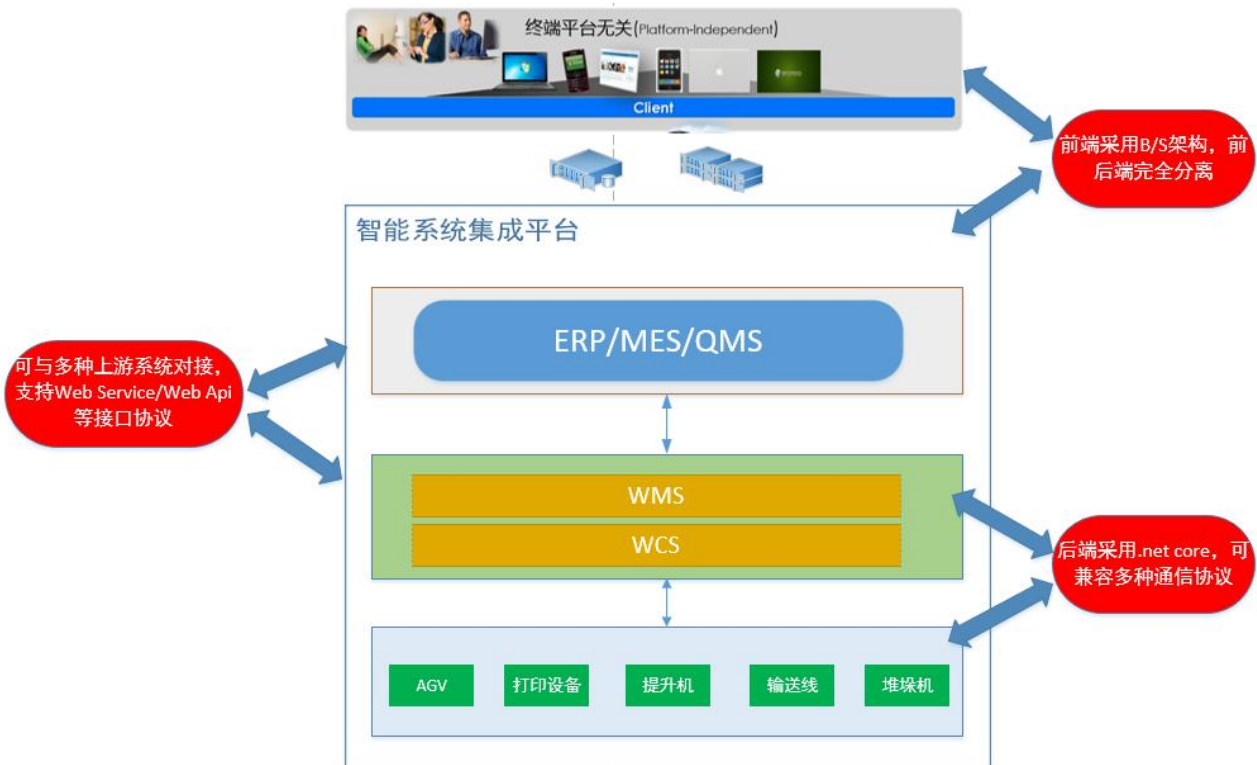 终端平台无关(Platform-Independent)
Client
前端采用B/S架构，前
后端完全分离
智能系统集成平台
ERP/MES/QMS
可与多种上游系统对接，
支持Web Service/Web Api
等接口协议
WMS
WCS
后端采用.net core，可
兼容多种通信协议
AGV
打印设备
提升机
输送线
堆垛机